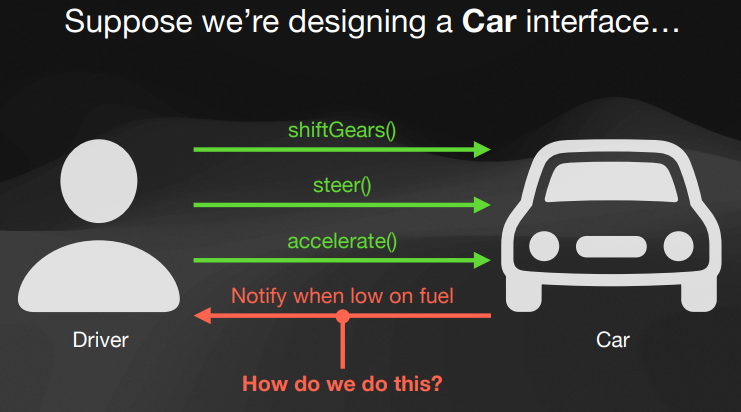 Suppose we're designing a Car interface…
shiftGears()
steer()
accelerate()
Notify when low on fuel
Driver
Car
How do we do this?